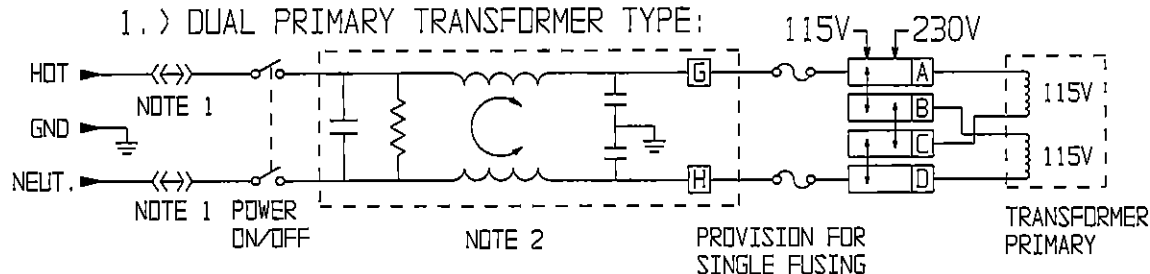 1.) DUAL PRIMARY TRANSFORMER TYPE:
115V 230V
HOT
NOTE 1
GND
NEUT.
NOTE 1
POWER
ON/OFF
NOTE 2
G
H
PROVISION FOR
SINGLE FUSING
A
B
C
D
115V
115V
TRANSFORMER
PRIMARY